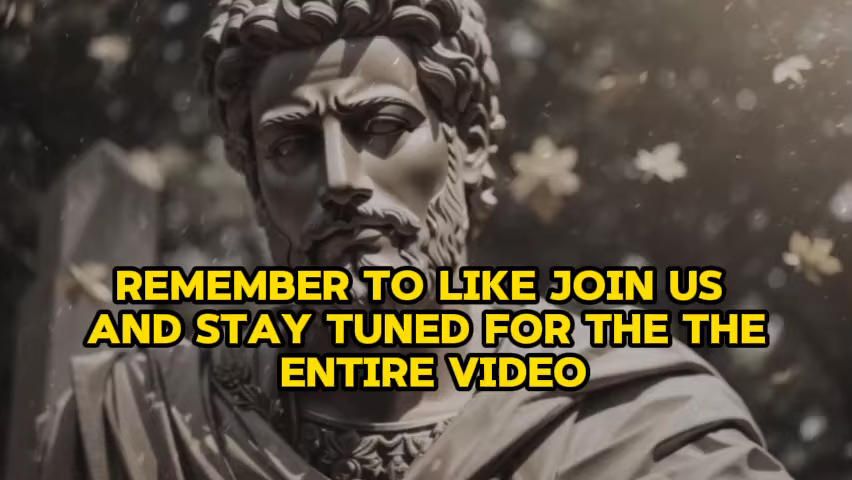 REMEMBER TO LIKE JOIN US
AND STAY TUNED FOR THE THE
ENTIRE VIDEO